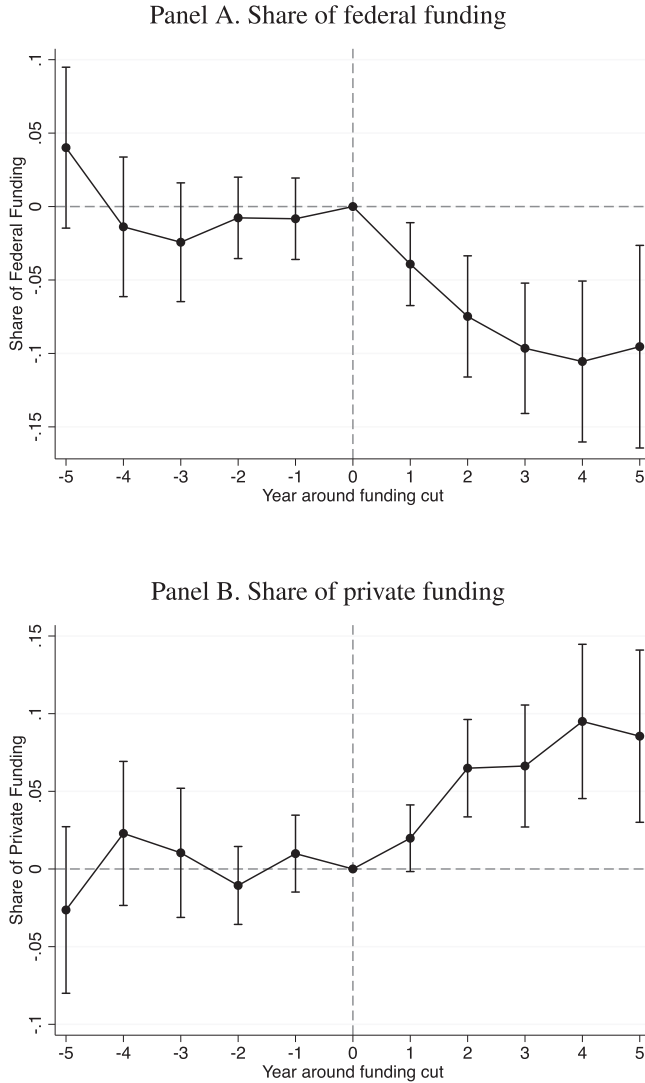 Panel A. Share of federal funding
.1
.05
0
-.05
-.1
-.15
Share of Federal Funding
-5 -4 -3 -2 -1 0 1 2 3 4 5
Year around funding cut
Panel B. Share of private funding
.15
.1
.05
0
-.05
-.1
Share of Private Funding
-5 -4 -3 -2 -1 0 1 2 3 4 5
Year around funding cut